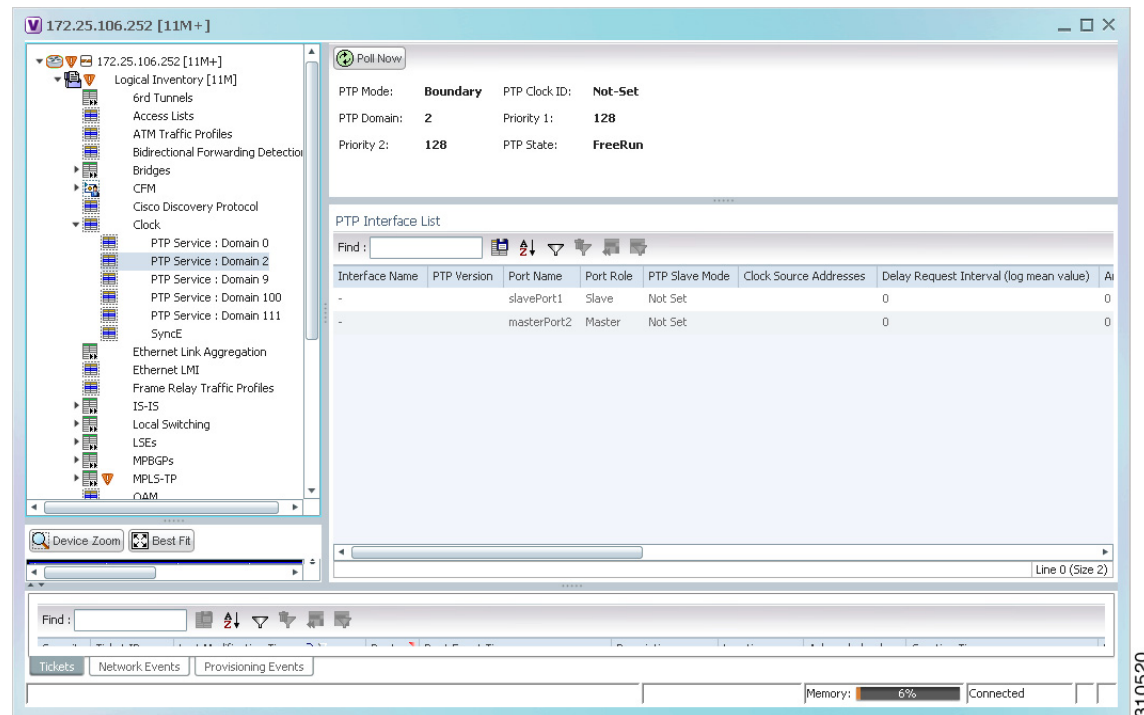 V 172.25.106.252 [11M+]
172.25.106.252 [11M+]
Logical Inventory [11M]
6rd Tunnels
Access Lists
ATM Traffic Profiles
Bidirectional Forwarding Detection
Bridges
CFM
Cisco Discovery Protocol
Clock
PTP Service : Domain 0
PTP Service : Domain 2
PTP Service : Domain 9
PTP Service : Domain 100
PTP Service : Domain 111
SyncE
Ethernet Link Aggregation
Ethernet LMI
Frame Relay Traffic Profiles
IS-IS
Local Switching
LSEs
MPBGPs
MPLS-TP
OAM
Device Zoom Best Fit
Poll Now
PTP Mode: Boundary PTP Clock ID: Not-Set
PTP Domain: 2 Priority 1: 128
Priority 2: 128 PTP State: FreeRun
PTP Interface List
Find :
Interface Name PTP Version Port Name Port Role PTP Slave Mode Clock Source Addresses Delay Request Interval (log mean value)
- slavePort1 Slave Not Set 0 0
- masterPort2 Master Not Set 0 0
Line 0 (Size 2)
Find :
Tickets Network Events Provisioning Events
Memory: 6% Connected
310520